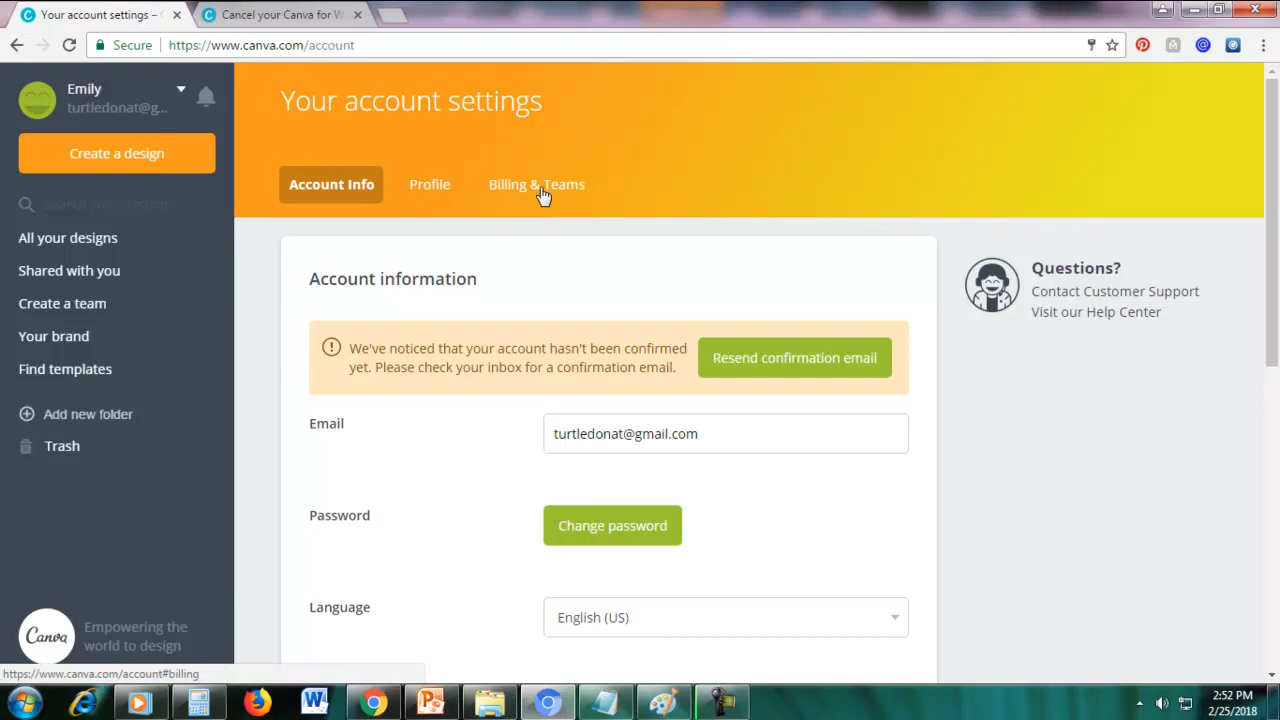 Your account settings – C
Cancel your Canva for W
Secure
https://www.canva.com/account
Emily
turtledonat@g...
Create a design
All your designs
Shared with you
Create a team
Your brand
Find templates
Add new folder
Trash
Canva
Empowering the
world to design
Your account settings
Account Info
Profile
Billing & Teams
Account information
We've noticed that your account hasn't been confirmed
yet. Please check your inbox for a confirmation email.
Resend confirmation email
Email
turtledonat@gmail.com
Password
Change password
Language
English (US)
Questions?
Contact Customer Support
Visit our Help Center
https://www.canva.com/account#billing
2:52 PM
2/25/2018